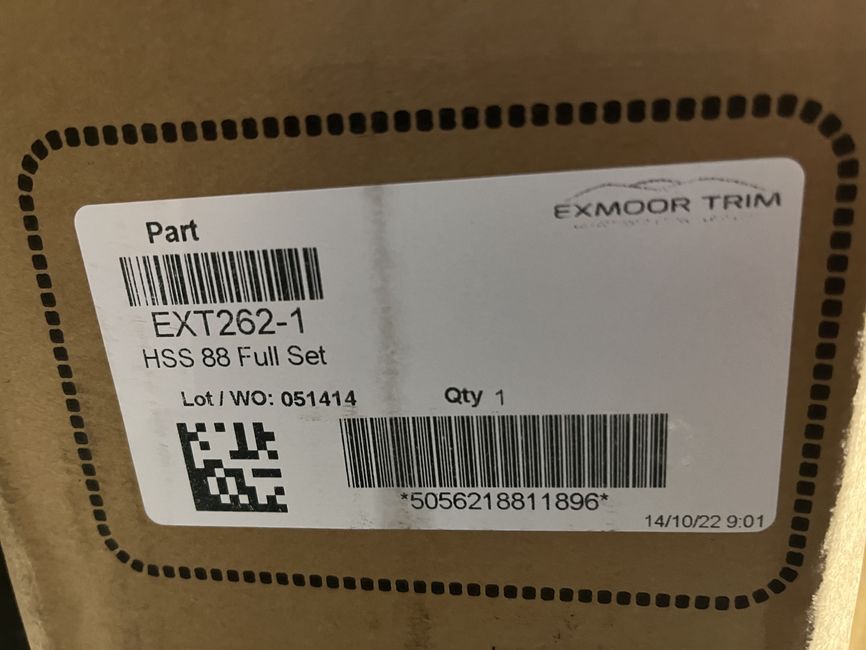 EXMOOR TRIM
Part
EXT262-1
HSS 88 Full Set
Lot / WO: 051414
Qty 1
*5056218811896*
14/10/22 9:01